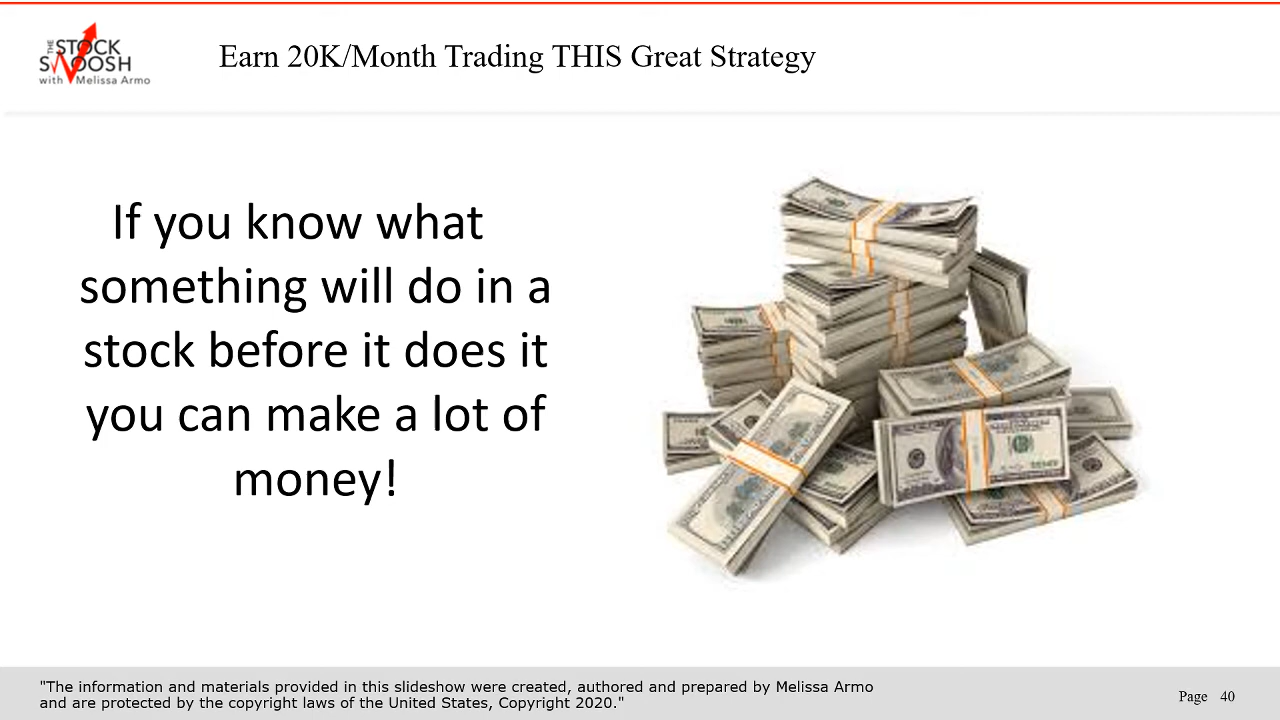 THE
STOCK
SWOOSH
with Melissa Armo
Earn 20K/Month Trading THIS Great Strategy
If you know what
something will do in a
stock before it does it
you can make a lot of
money!
"The information and materials provided in this slideshow were created, authored and prepared by Melissa Armo
and are protected by the copyright laws of the United States, Copyright 2020."
Page 40